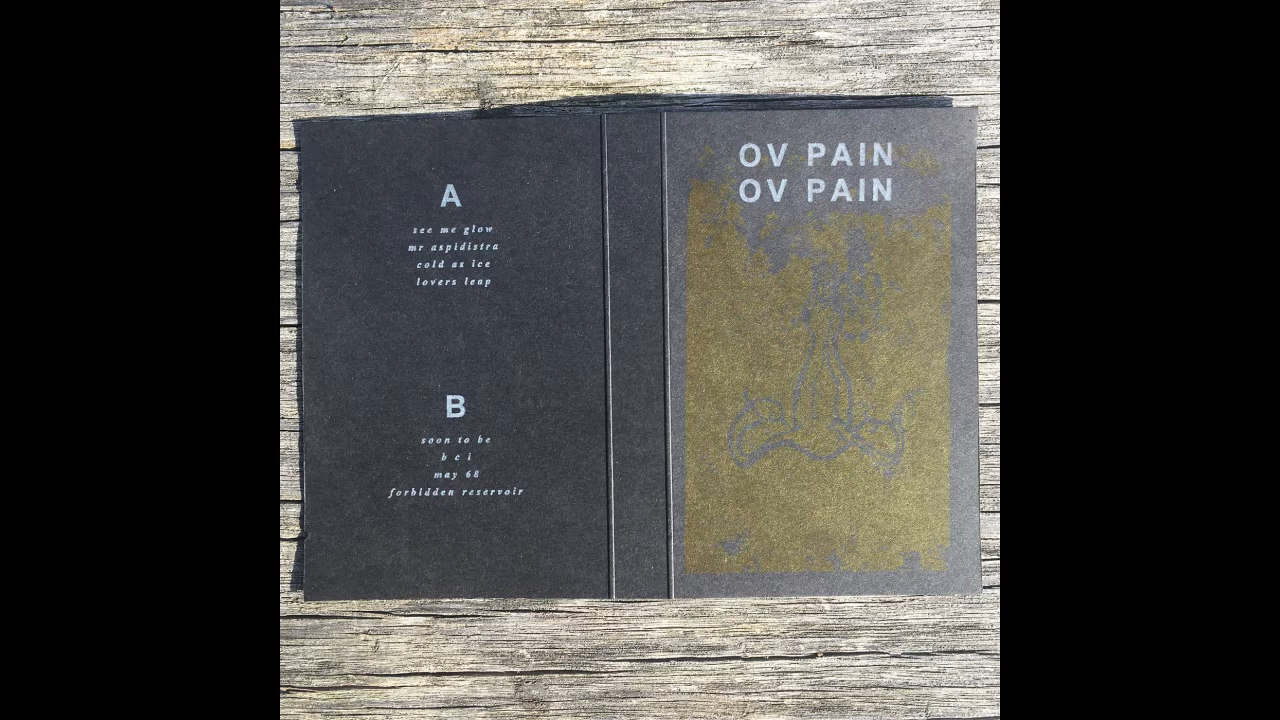 A
see me glow
mr aspidistra
cold as ice
lovers leap
B
soon to be
b c i
may 68
forbidden reservoir
OV PAIN
OV PAIN